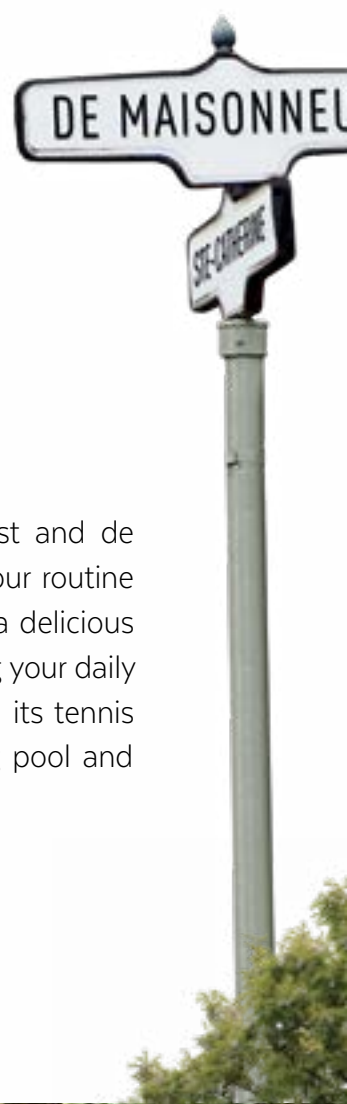 DE MAISONNEU
STE-CATHERINE
st and de
our routine
a delicious
g your daily
its tennis
pool and